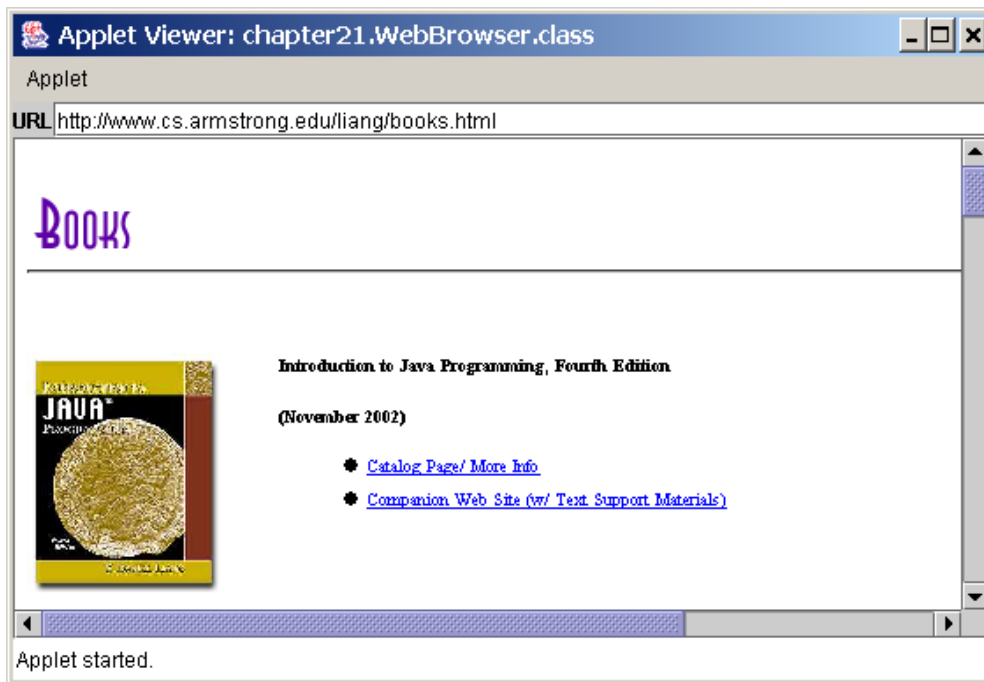 Applet Viewer: chapter21.WebBrowser.class
Applet
URL http://www.cs.armstrong.edu/liang/books.html
Books
Introduction to Java Programming, Fourth Edition
(November 2002)
Catalog Page/ More Info
Companion Web Site (w/ Text Support Materials)
JAVA
Applet started.